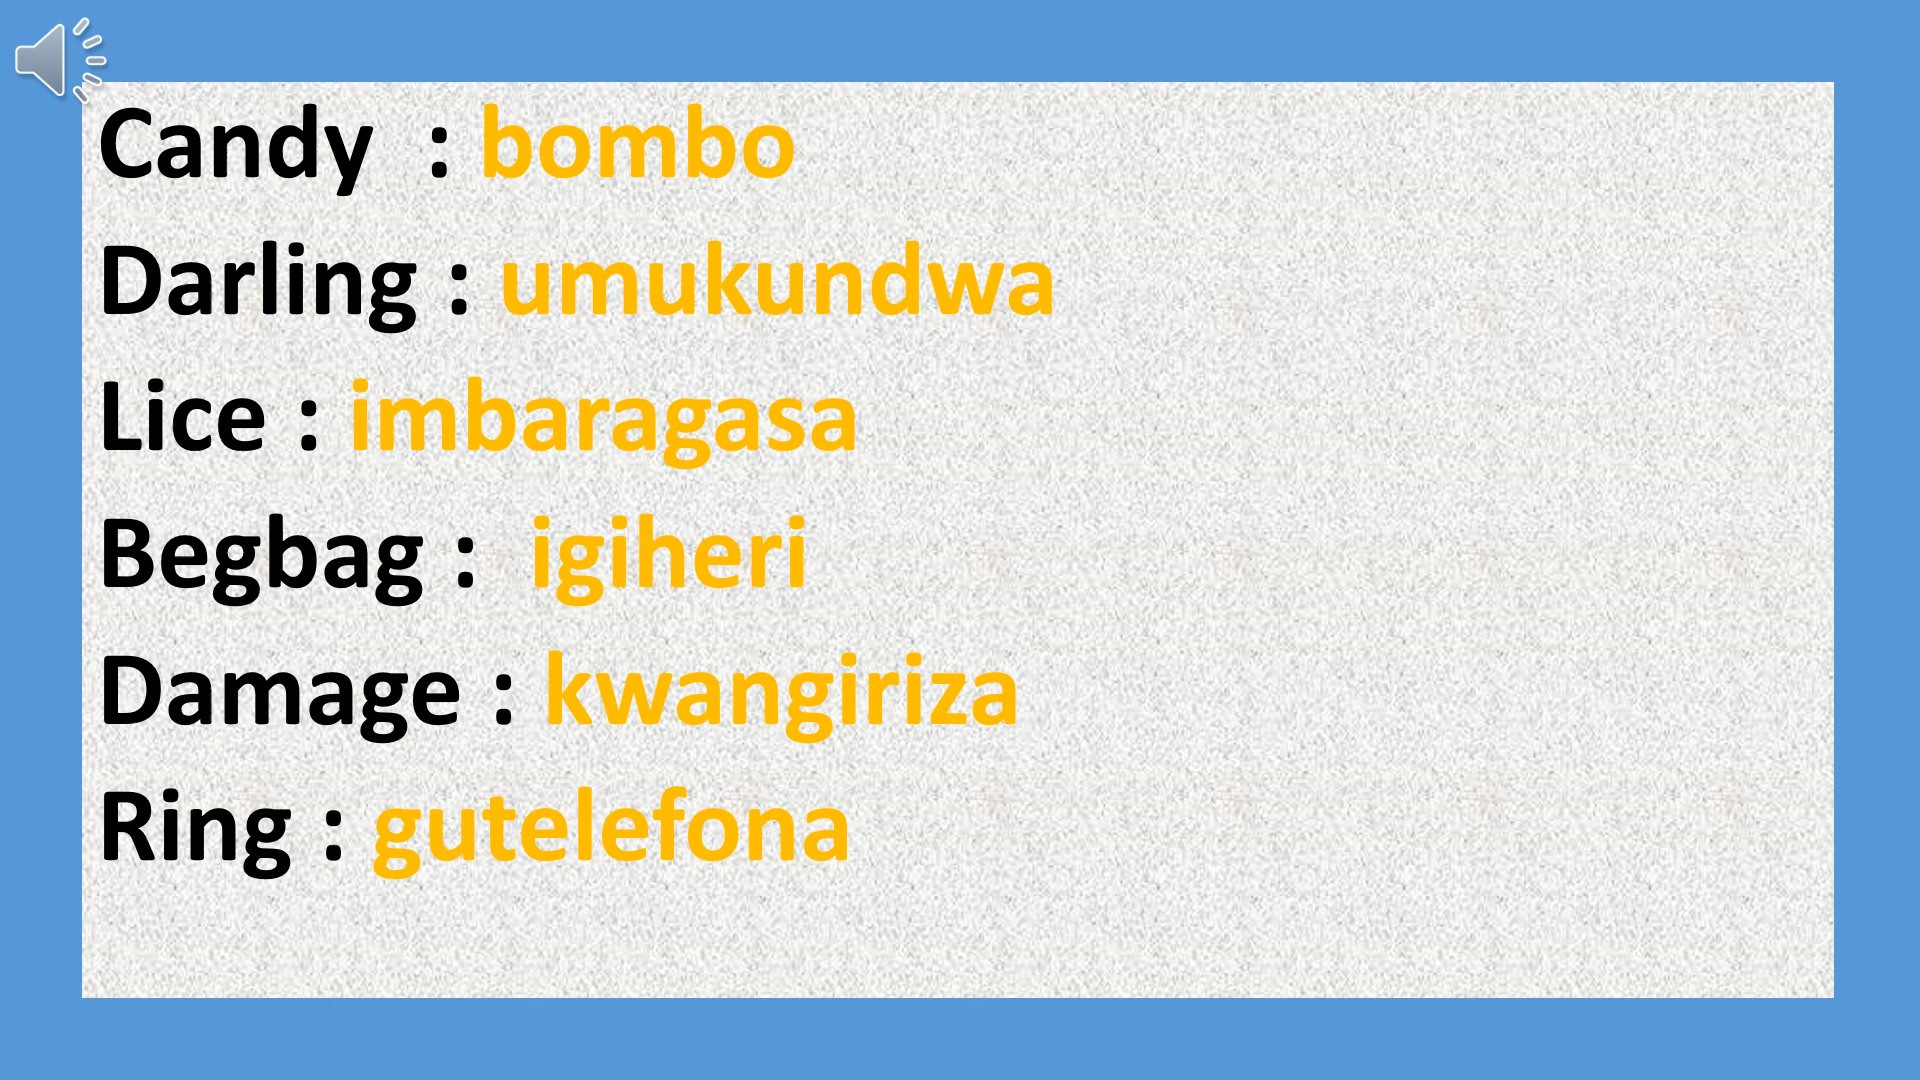 Candy : bombo
Darling : umukundwa
Lice : imbaragasa
Begbag : igiheri
Damage : kwangiriza
Ring : gutelefona